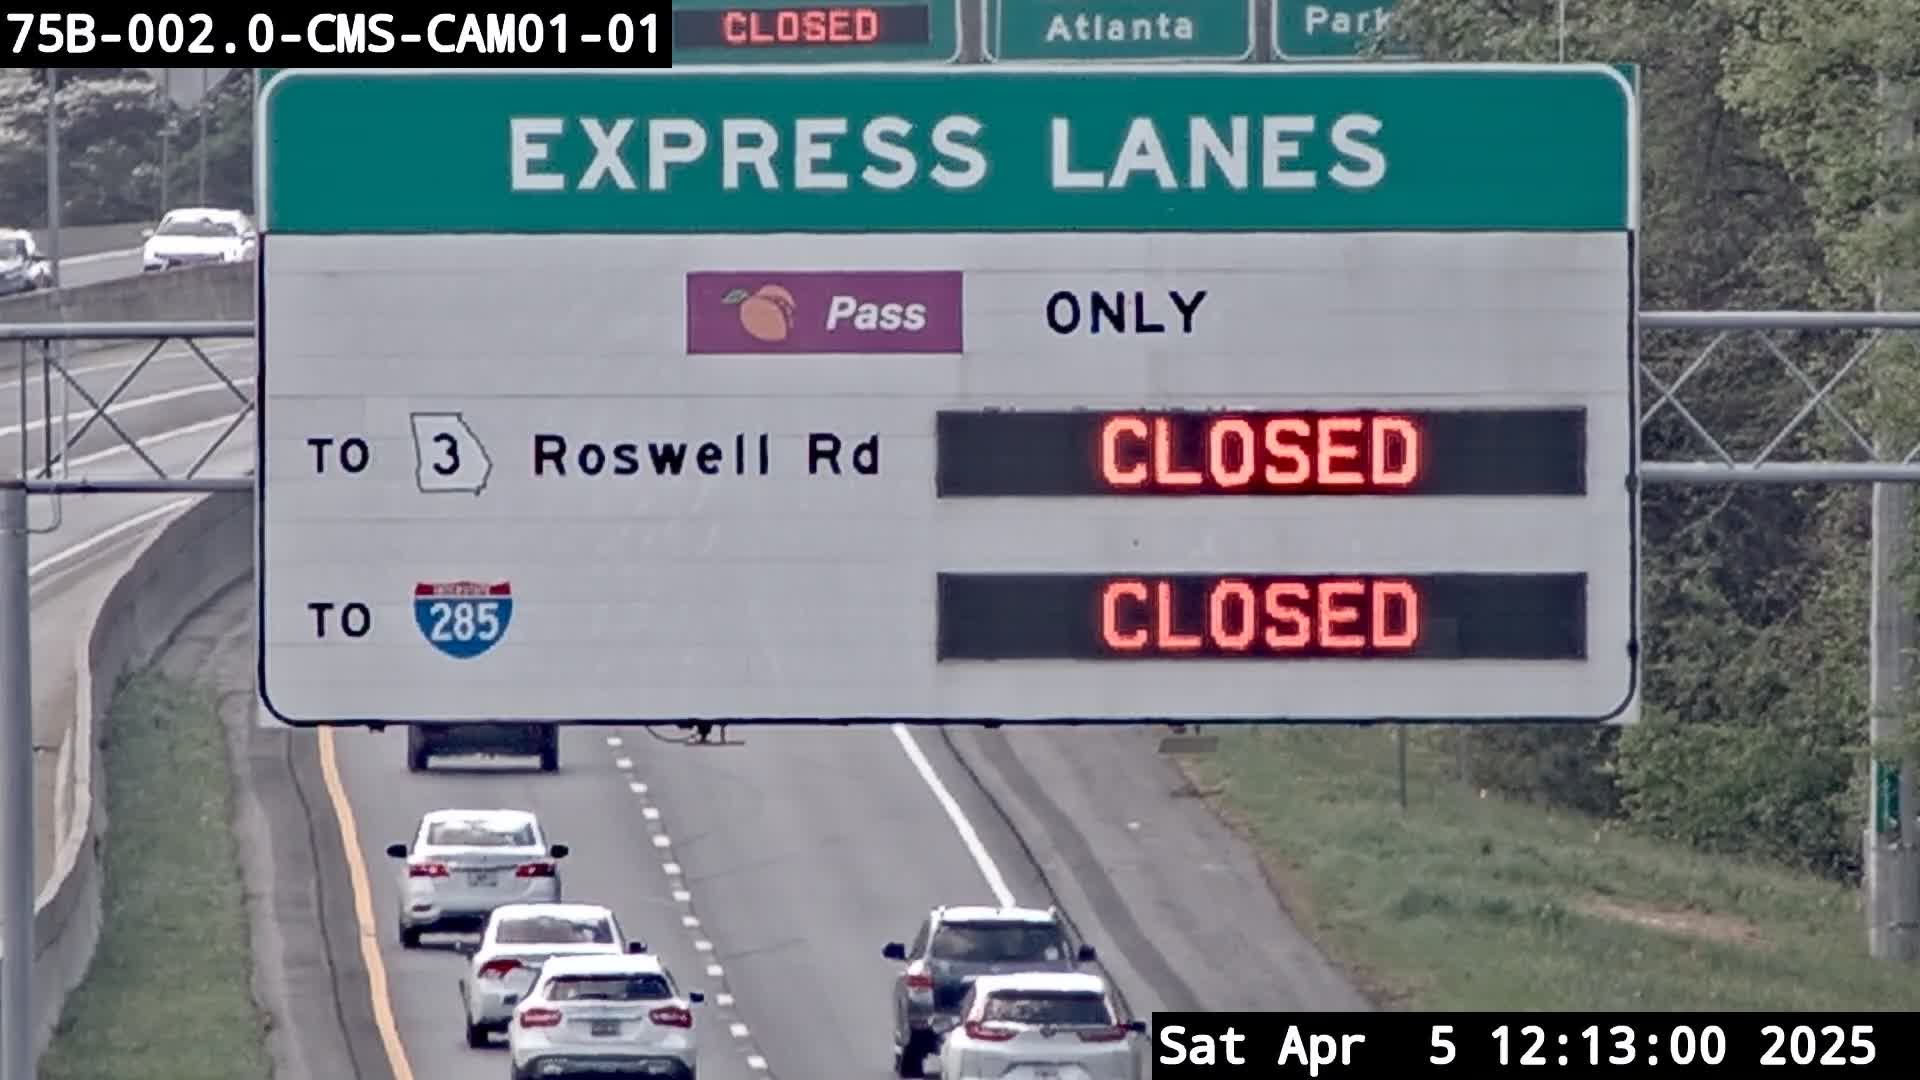 75B-002.0-CMS-CAM01-01
CLOSED
Atlanta
Park
EXPRESS LANES
Pass ONLY
TO 3 Roswell Rd CLOSED
TO INTERSTATE 285 CLOSED
Sat Apr 5 12:13:00 2025